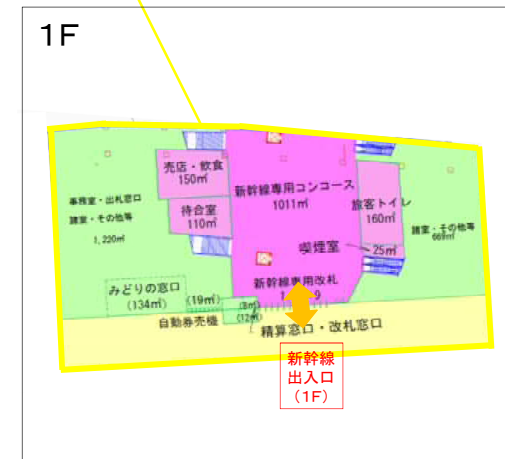 1F
売店・飲食
150㎡
新幹線専用コンコース
1011㎡
事務室・出札窓口
諸室・その他等
1,220㎡
待合室
110㎡
旅客トイレ
160㎡
諸室・その他等
669㎡
喫煙室
25㎡
みどりの窓口
(134㎡)
(19㎡)
新幹線専用改札
(8㎡)
(12㎡)
自動券売機
精算窓口・改札窓口
新幹線
出入口
（1F）